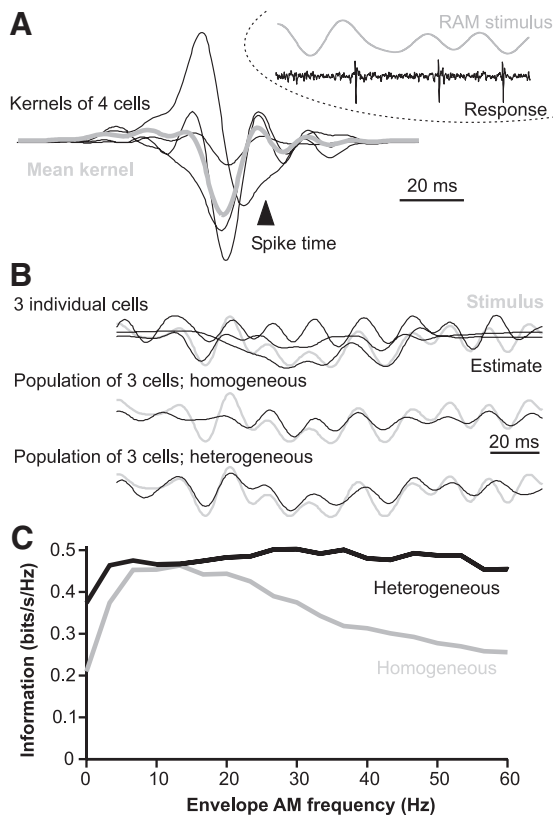 A
RAM stimulus
Response
Kernels of 4 cells
Mean kernel
20 ms
Spike time
B
3 individual cells
Stimulus
Estimate
Population of 3 cells; homogeneous
20 ms
Population of 3 cells; heterogeneous
C
0.5
0.4
0.3
0.2
0.1
0
Information (bits/s/Hz)
Heterogeneous
Homogeneous
0 10 20 30 40 50 60
Envelope AM frequency (Hz)